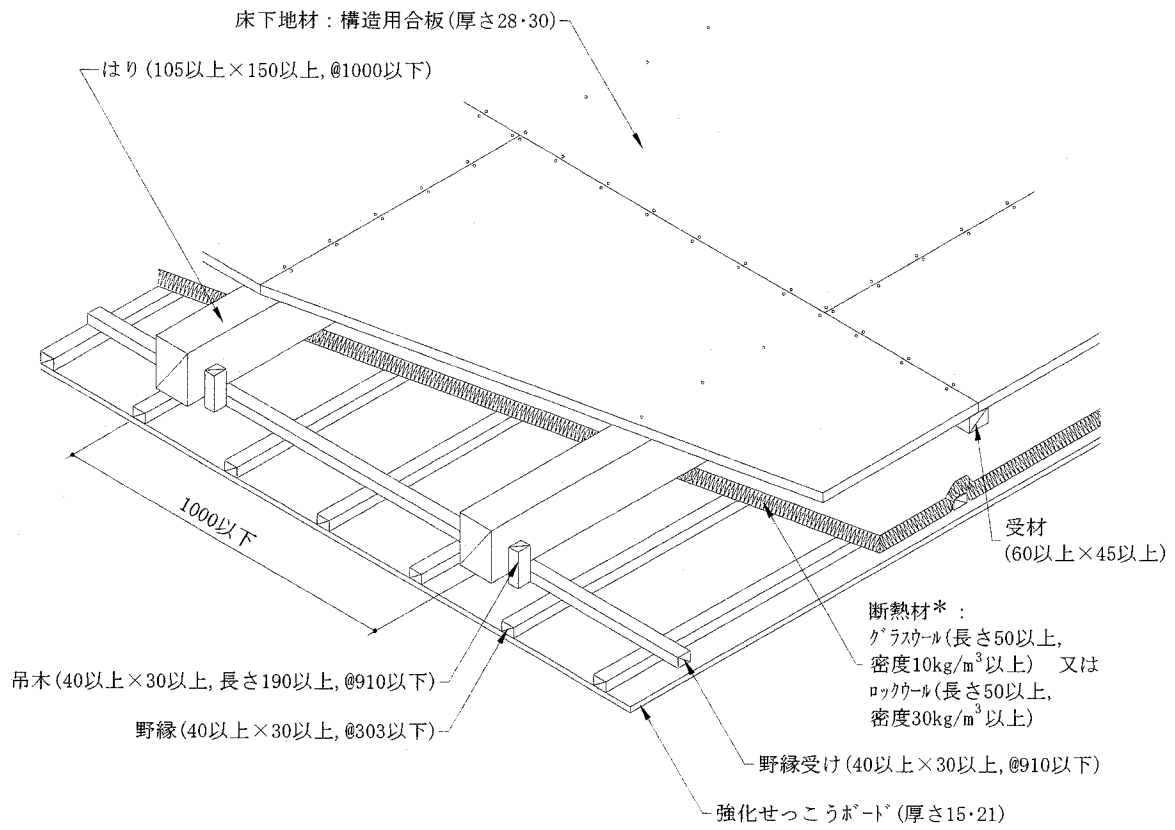 床下地材：構造用合板(厚さ28･30)
はり(105以上×150以上, @1000以下)
1000以下
受材
(60以上×45以上)
断熱材*：
ｸﾞﾗｽｳｰﾙ(長さ50以上,
密度10kg/m³以上) 又は
ﾛｯｸｳｰﾙ(長さ50以上,
密度30kg/m³以上)
吊木(40以上×30以上, 長さ190以上, @910以下)
野縁(40以上×30以上, @303以下)
野縁受け(40以上×30以上, @910以下)
強化せっこうﾎﾞｰﾄﾞ(厚さ15･21)